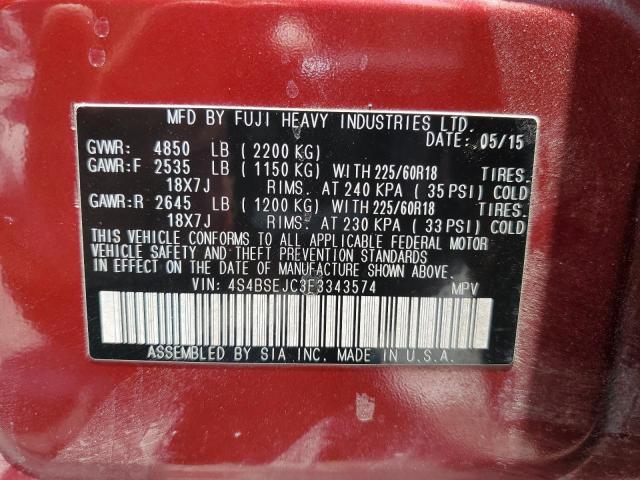 MFD BY FUJI HEAVY INDUSTRIES LTD.
DATE: 05/15
GVWR: 4850 LB (2200 KG)
GAWR:F 2535 LB (1150 KG) WITH 225/60R18 TIRES.
18X7J RIMS. AT 240 KPA (35 PSI) COLD
GAWR:R 2645 LB (1200 KG) WITH 225/60R18 TIRES.
18X7J RIMS. AT 230 KPA (33 PSI) COLD
THIS VEHICLE CONFORMS TO ALL APPLICABLE FEDERAL MOTOR
VEHICLE SAFETY AND THEFT PREVENTION STANDARDS
IN EFFECT ON THE DATE OF MANUFACTURE SHOWN ABOVE.
VIN: 4S4BSEJC3F3343574 MPV
ASSEMBLED BY SIA INC. MADE IN U.S.A.